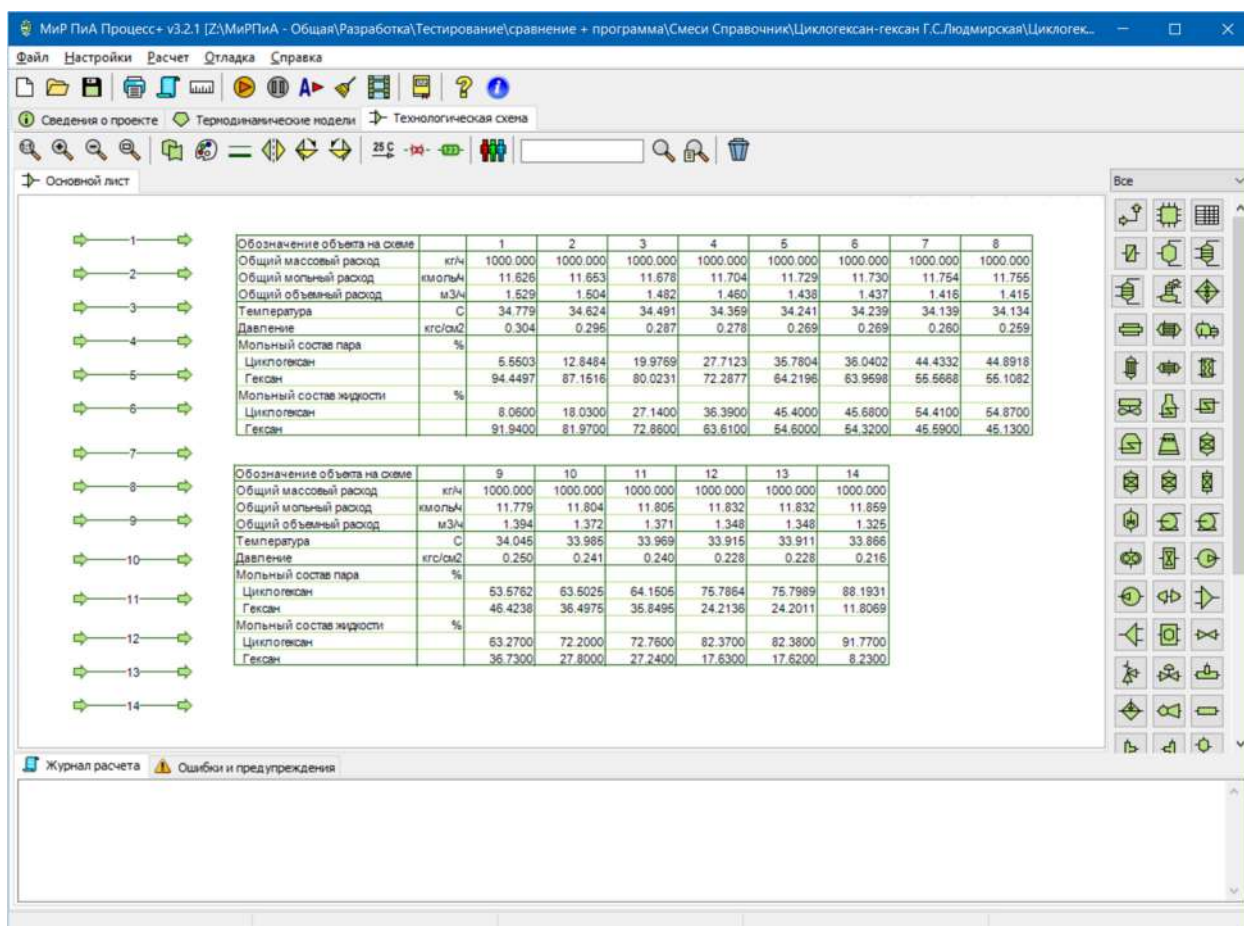 МиР ПиА Процесс+ v3.2.1 [Z:\МиРПиА - Общая\Разработка\Тестирование\сравнение + программа\Смеси Справочник\Циклогексан-гексан Г.С.Людмирская\Циклогек...
Файл Настройки Расчет Отладка Справка
Сведения о проекте Термодинамические модели Технологическая схема
25 C
Основной лист Все
1
2
3
4
5
6
7
8
9
10
11
12
13
14
Обозначение объекта на схеме 1 2 3 4 5 6 7 8
Общий массовый расход кг/ч 1000.000 1000.000 1000.000 1000.000 1000.000 1000.000 1000.000 1000.000
Общий мольный расход кмоль/ч 11.626 11.653 11.678 11.704 11.729 11.730 11.754 11.755
Общий объемный расход м3/ч 1.529 1.504 1.482 1.460 1.438 1.437 1.416 1.415
Температура C 34.779 34.624 34.491 34.359 34.241 34.239 34.139 34.134
Давление кгс/см2 0.304 0.295 0.287 0.278 0.269 0.269 0.260 0.259
Мольный состав пара %
Циклогексан 5.5503 12.8484 19.9769 27.7123 35.7804 36.0402 44.4332 44.8918
Гексан 94.4497 87.1516 80.0231 72.2877 64.2196 63.9598 55.5668 55.1082
Мольный состав жидкости %
Циклогексан 8.0600 18.0300 27.1400 36.3900 45.4000 45.6800 54.4100 54.8700
Гексан 91.9400 81.9700 72.8600 63.6100 54.6000 54.3200 45.5900 45.1300
Обозначение объекта на схеме 9 10 11 12 13 14
Общий массовый расход кг/ч 1000.000 1000.000 1000.000 1000.000 1000.000 1000.000
Общий мольный расход кмоль/ч 11.779 11.804 11.805 11.832 11.832 11.859
Общий объемный расход м3/ч 1.394 1.372 1.371 1.348 1.348 1.325
Температура C 34.045 33.985 33.969 33.915 33.911 33.866
Давление кгс/см2 0.250 0.241 0.240 0.228 0.228 0.216
Мольный состав пара %
Циклогексан 53.5762 63.5025 64.1505 75.7864 75.7989 88.1931
Гексан 46.4238 36.4975 35.8495 24.2136 24.2011 11.8069
Мольный состав жидкости %
Циклогексан 63.2700 72.2000 72.7600 82.3700 82.3800 91.7700
Гексан 36.7300 27.8000 27.2400 17.6300 17.6200 8.2300
Журнал расчета Ошибки и предупреждения